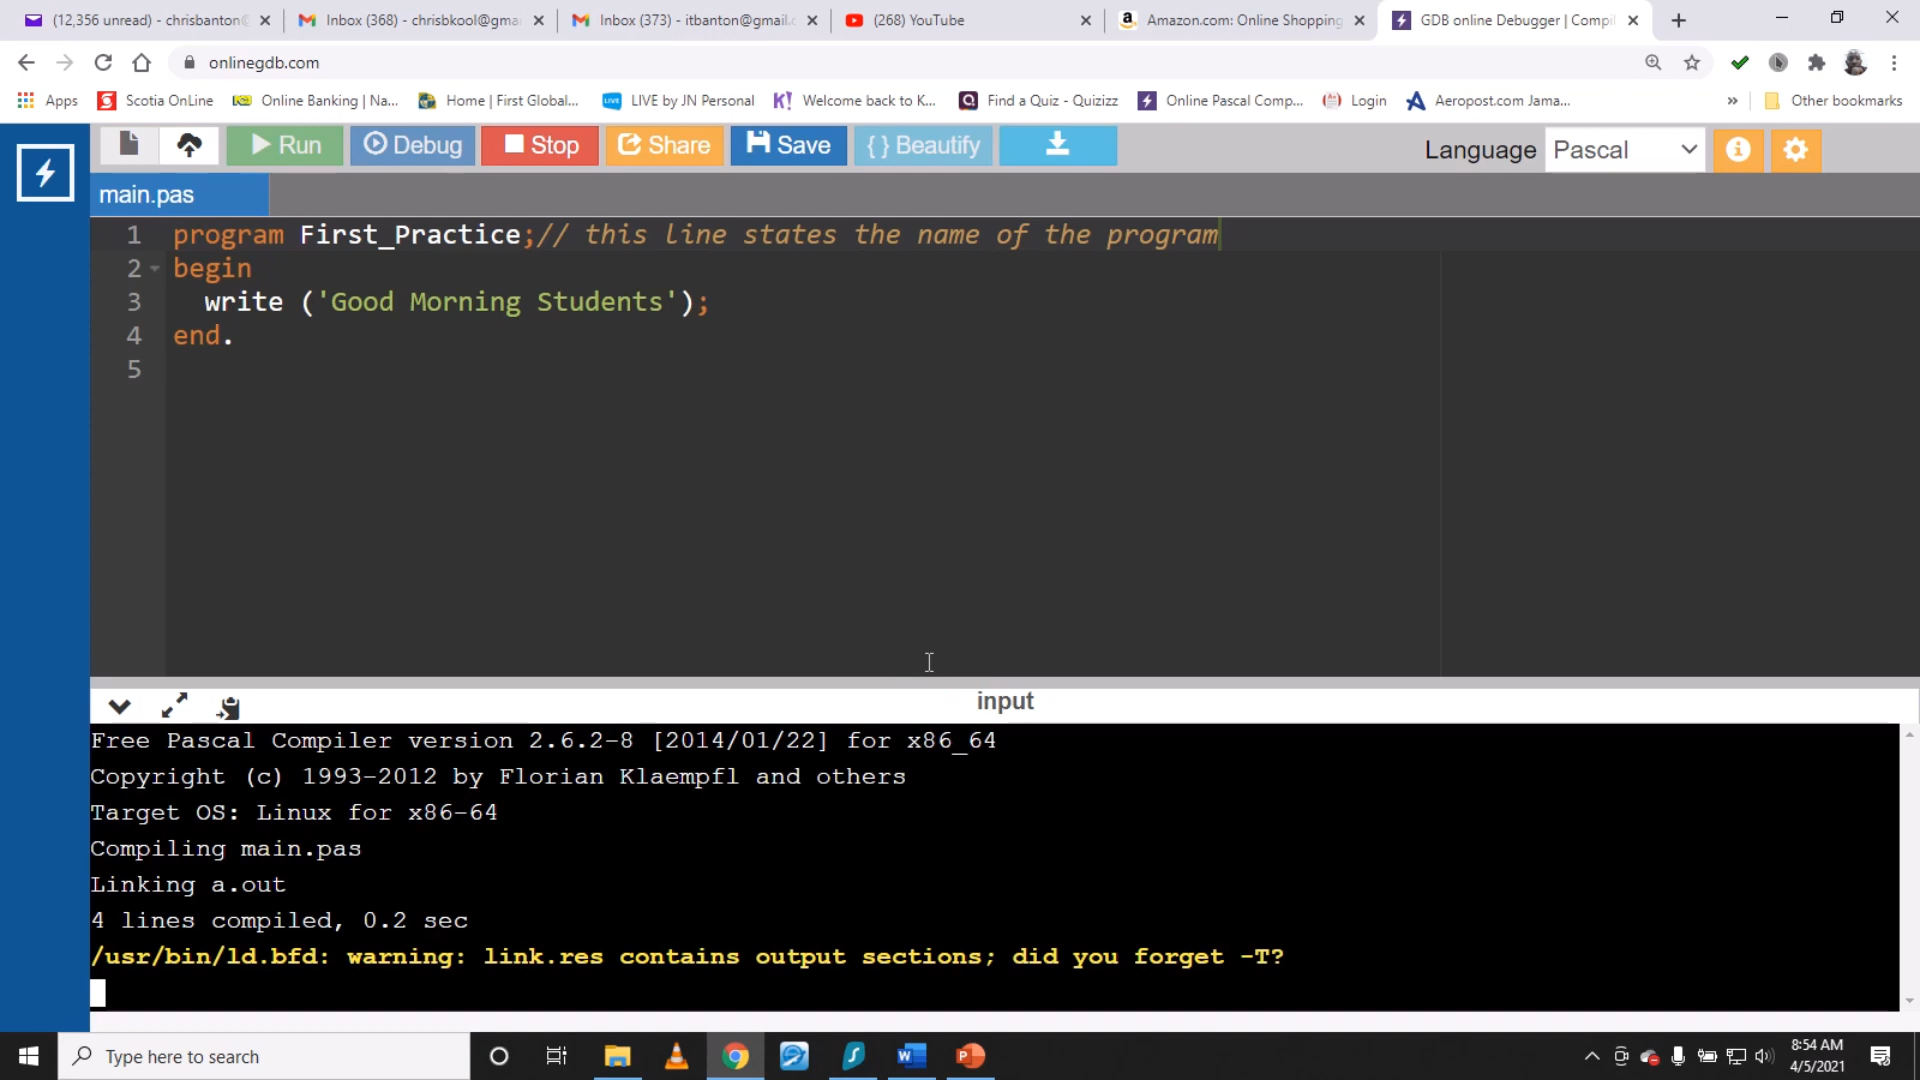 (12,356 unread) - chrisbanton@
Inbox (368) - chrisbkool@gma
Inbox (373) - itbanton@gmail.c
(268) YouTube
Amazon.com: Online Shopping
GDB online Debugger | Compil
onlinegdb.com
Apps
Scotia OnLine
Online Banking | Na...
Home | First Global...
LIVE by JN Personal
Welcome back to K...
Find a Quiz - Quizizz
Online Pascal Comp...
Login
Aeropost.com Jama...
»
Other bookmarks
Run
Debug
Stop
Share
Save
{ } Beautify
Language
Pascal
main.pas
1 program First_Practice;// this line states the name of the program
2 begin
3 write ('Good Morning Students');
4 end.
5
input
Free Pascal Compiler version 2.6.2-8 [2014/01/22] for x86_64
Copyright (c) 1993-2012 by Florian Klaempfl and others
Target OS: Linux for x86-64
Compiling main.pas
Linking a.out
4 lines compiled, 0.2 sec
/usr/bin/ld.bfd: warning: link.res contains output sections; did you forget -T?
Type here to search
8:54 AM
4/5/2021